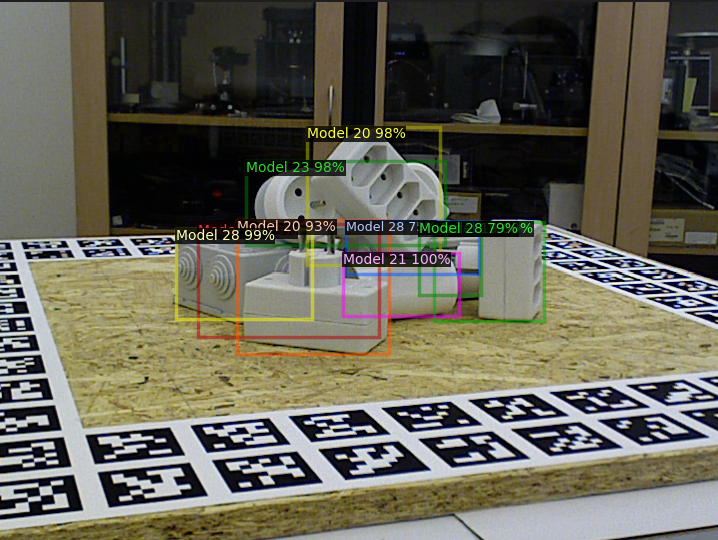 Model 20 98%
Model 23 98%
Model 20 93%
Model 28 7
Model 28 79%
%
Model 28 99%
Model 21 100%